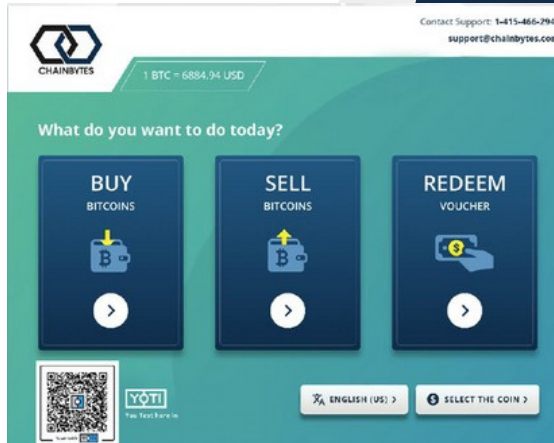 Contact Support: 1-415-466-294
support@chainbytes.com
CHAINBYTES
1 BTC = 6884.94 USD
What do you want to do today?
BUY
BITCOINS
SELL
BITCOINS
REDEEM
VOUCHER
YOTI
ENGLISH (US)
SELECT THE COIN